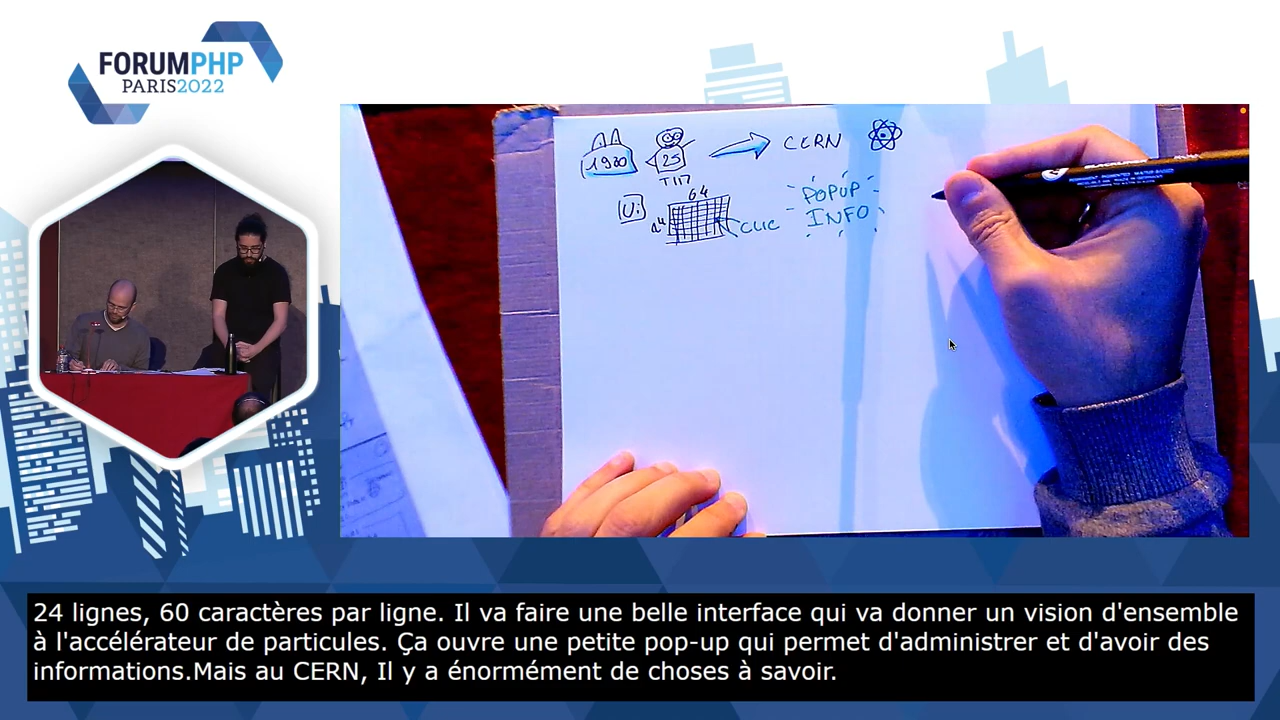 FORUMPHP
PARIS2022
1980
25
CERN
TIM
64
U:
24
CLIC
POPUP
INFO
24 lignes, 60 caractères par ligne. Il va faire une belle interface qui va donner un vision d'ensemble
à l'accélérateur de particules. Ça ouvre une petite pop-up qui permet d'administrer et d'avoir des
informations.Mais au CERN, Il y a énormément de choses à savoir.